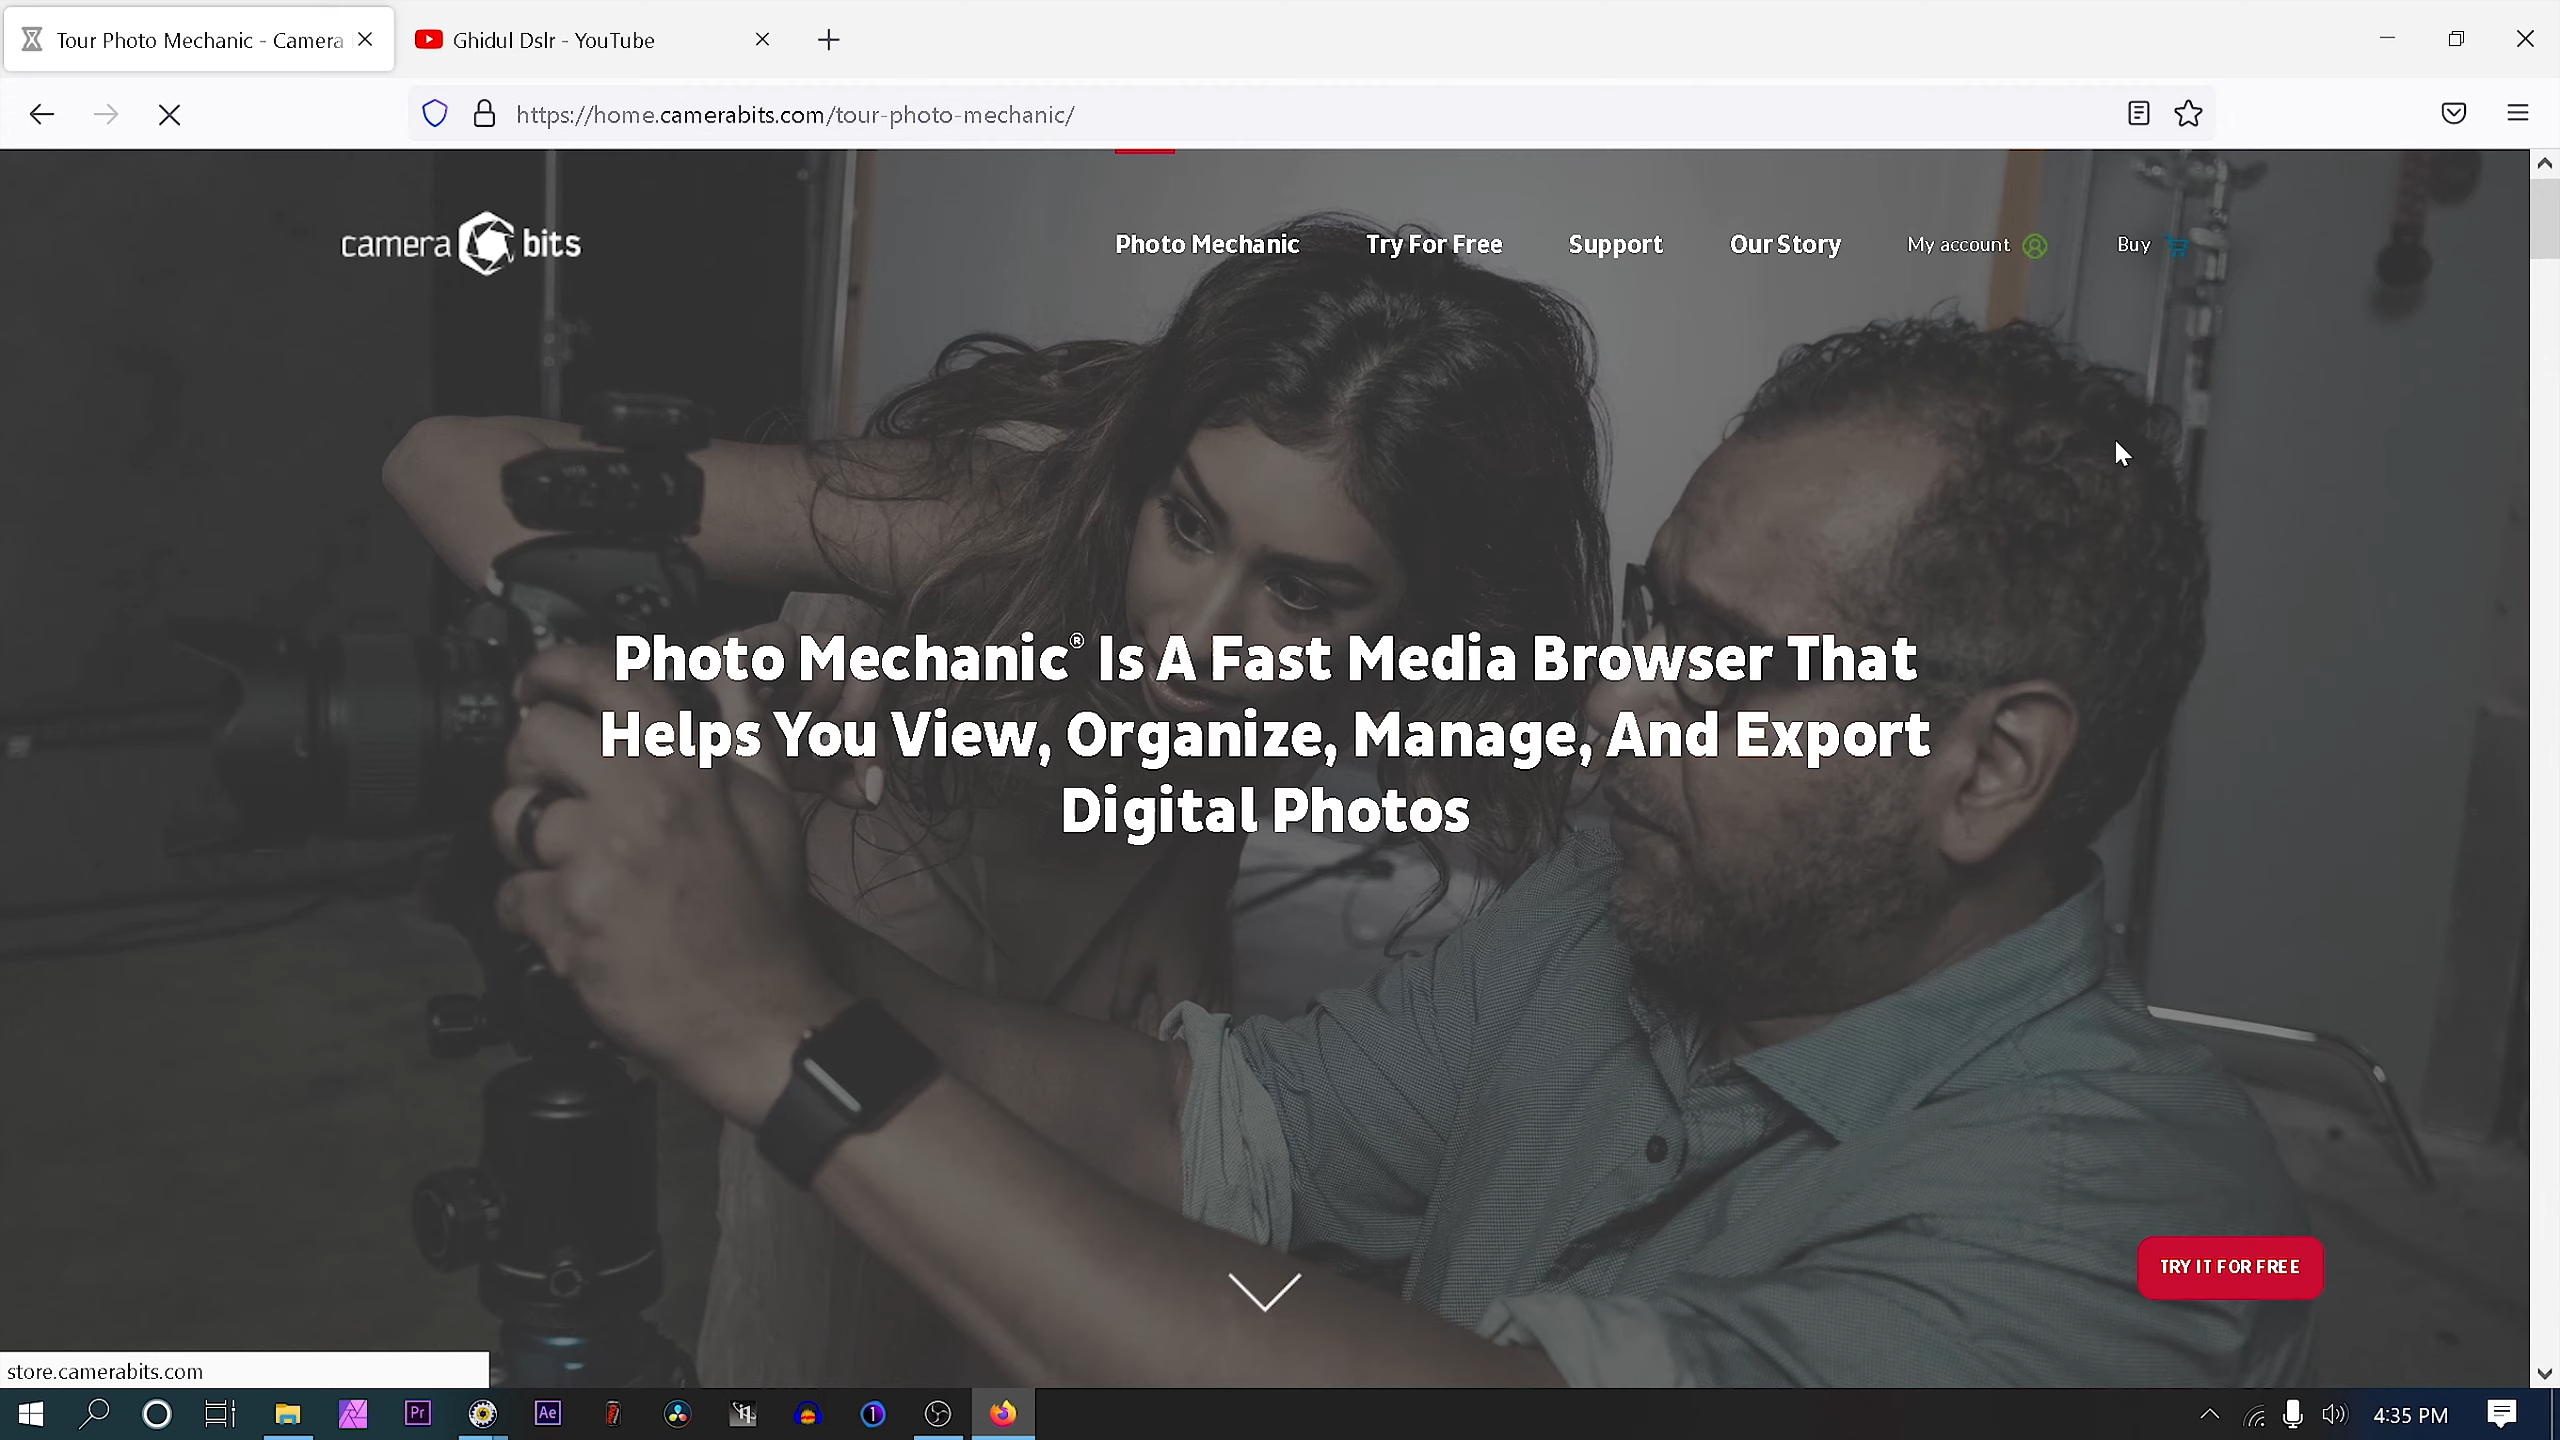 Tour Photo Mechanic - Camera
Ghidul Dslr - YouTube
https://home.camerabits.com/tour-photo-mechanic/
camera bits
Photo Mechanic
Try For Free
Support
Our Story
My account
Buy
Photo Mechanic® Is A Fast Media Browser That
Helps You View, Organize, Manage, And Export
Digital Photos
TRY IT FOR FREE
store.camerabits.com
Pr
Ae
4:35 PM